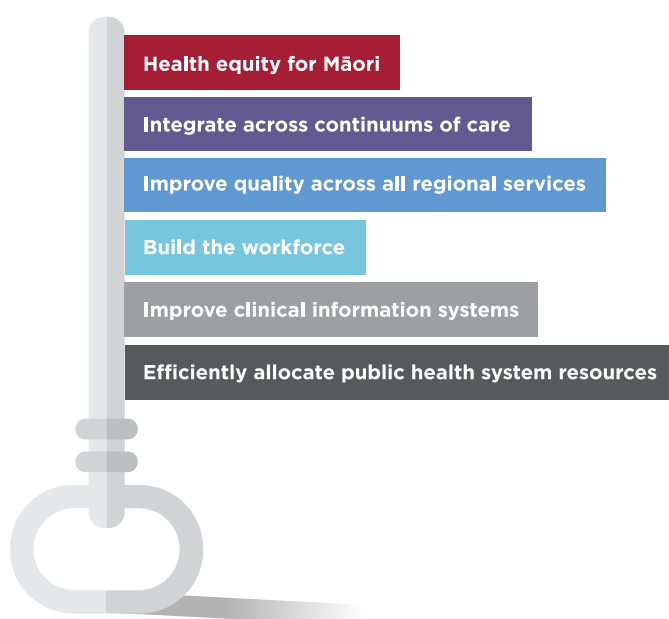 Health equity for Māori
Integrate across continuums of care
Improve quality across all regional services
Build the workforce
Improve clinical information systems
Efficiently allocate public health system resources